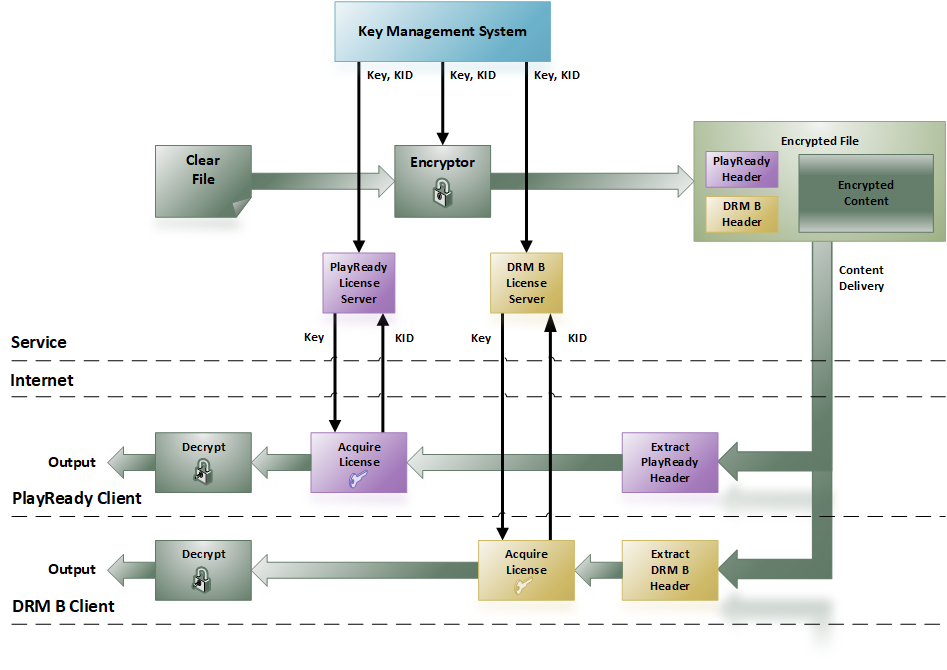 Key Management System
Key, KID
Key, KID
Key, KID
Clear
File
Encryptor
Encrypted File
PlayReady
Header
DRM B
Header
Encrypted
Content
PlayReady
License
Server
DRM B
License
Server
Content
Delivery
Key
KID
Key
KID
Service
Internet
Output
Decrypt
Acquire
License
Extract
PlayReady
Header
PlayReady Client
Output
Decrypt
Acquire
License
Extract
DRM B
Header
DRM B Client